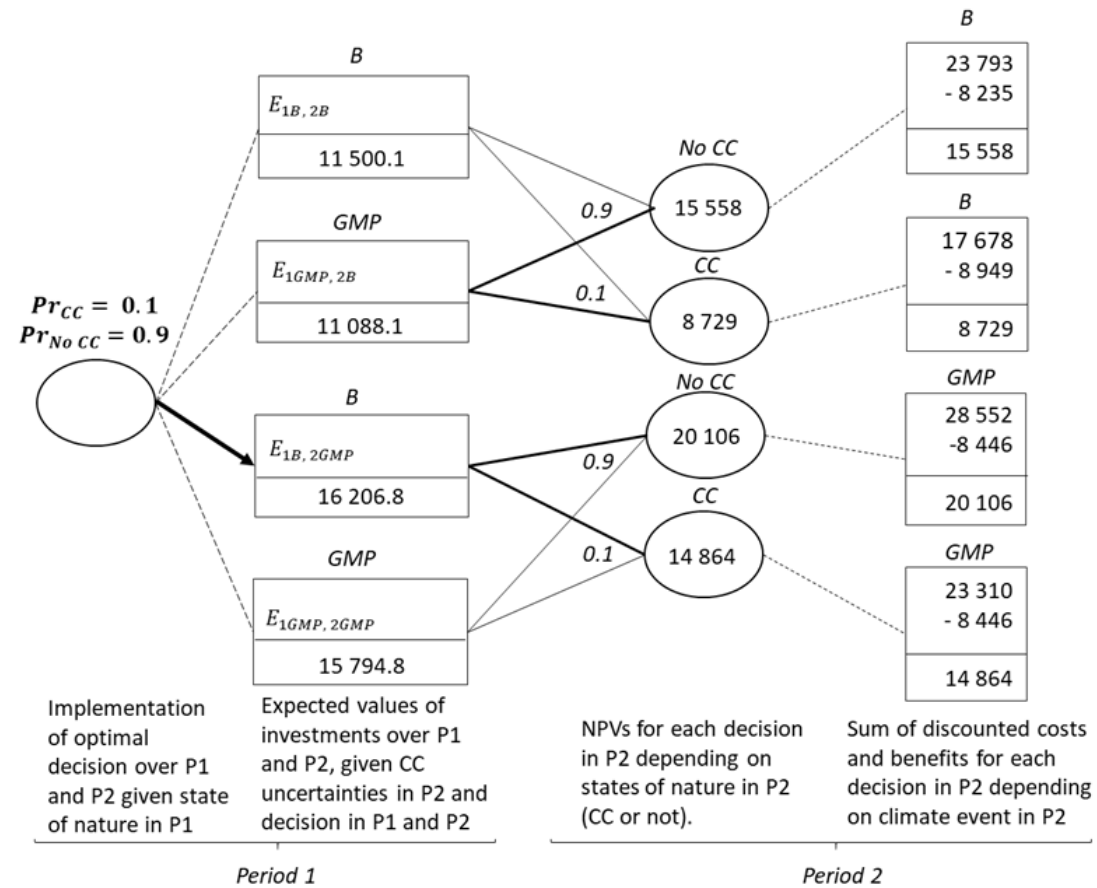 B
E1B, 2B
11 500.1
GMP
E1GMP, 2B
11 088.1
PrCC = 0.1
PrNo CC = 0.9
B
E1B, 2GMP
16 206.8
GMP
E1GMP, 2GMP
15 794.8
No CC
15 558
0.9
CC
0.1
8 729
No CC
20 106
0.9
CC
0.1
14 864
B
23 793
- 8 235
15 558
B
17 678
- 8 949
8 729
GMP
28 552
-8 446
20 106
GMP
23 310
- 8 446
14 864
Implementation
of optimal
decision over P1
and P2 given state
of nature in P1
Expected values of
investments over P1
and P2, given CC
uncertainties in P2 and
decision in P1 and P2
NPVs for each decision
in P2 depending on
states of nature in P2
(CC or not).
Sum of discounted costs
and benefits for each
decision in P2 depending
on climate event in P2
Period 1
Period 2